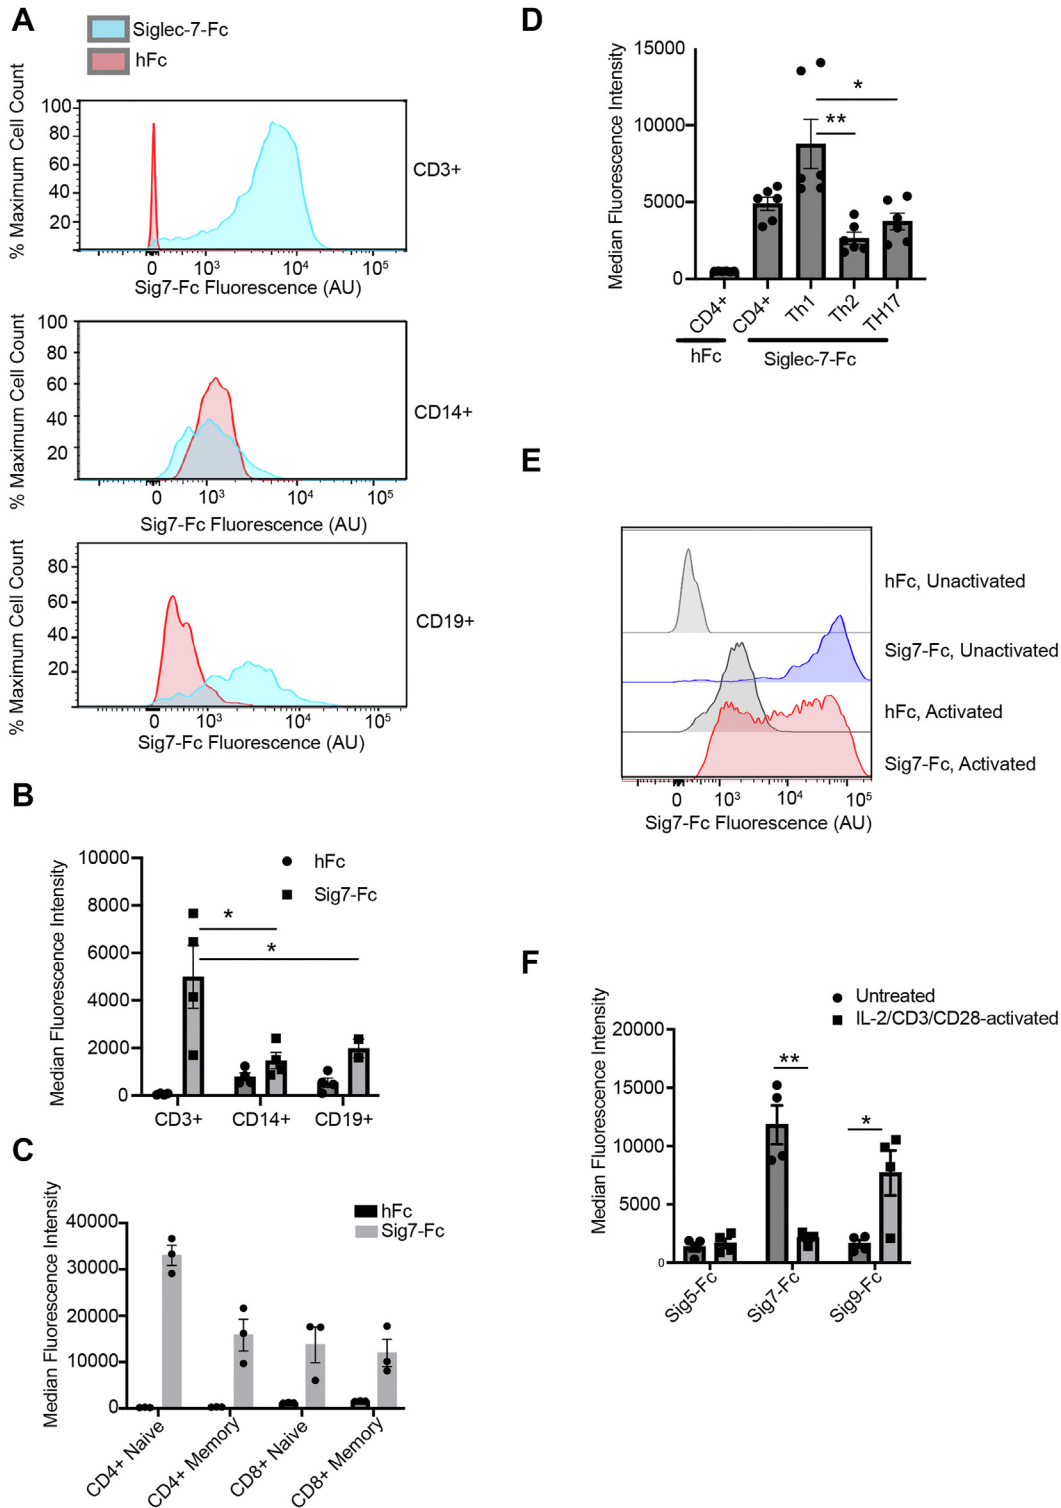 A
Siglec-7-Fc
hFc
% Maximum Cell Count
100
80
60
40
20
CD3+
0 10³ 10⁴ 10⁵
Sig7-Fc Fluorescence (AU)
% Maximum Cell Count
100
80
60
40
20
CD14+
0 10³ 10⁴ 10⁵
Sig7-Fc Fluorescence (AU)
% Maximum Cell Count
80
60
40
20
CD19+
0 10³ 10⁴ 10⁵
Sig7-Fc Fluorescence (AU)
B
Median Fluorescence Intensity
10000
8000
6000
4000
2000
0
hFc
Sig7-Fc
*
*
CD3+ CD14+ CD19+
C
Median Fluorescence Intensity
40000
30000
20000
10000
0
hFc
Sig7-Fc
CD4+ Naive
CD4+ Memory
CD8+ Naive
CD8+ Memory
D
Median Fluorescence Intensity
15000
10000
5000
0
*
**
CD4+ CD4+ Th1 Th2 TH17
hFc Siglec-7-Fc
E
hFc, Unactivated
Sig7-Fc, Unactivated
hFc, Activated
Sig7-Fc, Activated
0 10³ 10⁴ 10⁵
Sig7-Fc Fluorescence (AU)
F
Untreated
IL-2/CD3/CD28-activated
Median Fluorescence Intensity
20000
15000
10000
5000
0
**
*
Sig5-Fc
Sig7-Fc
Sig9-Fc